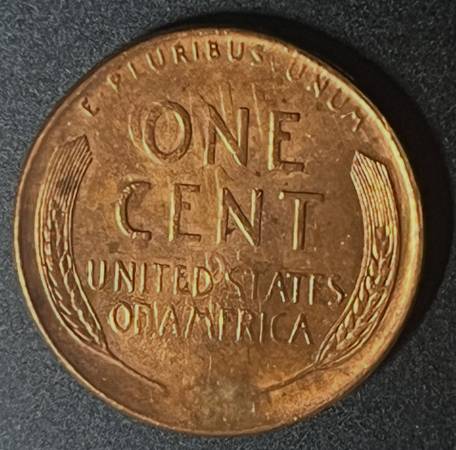 E PLURIBUS UNUM
ONE
CENT
UNITED STATES
OF AMERICA